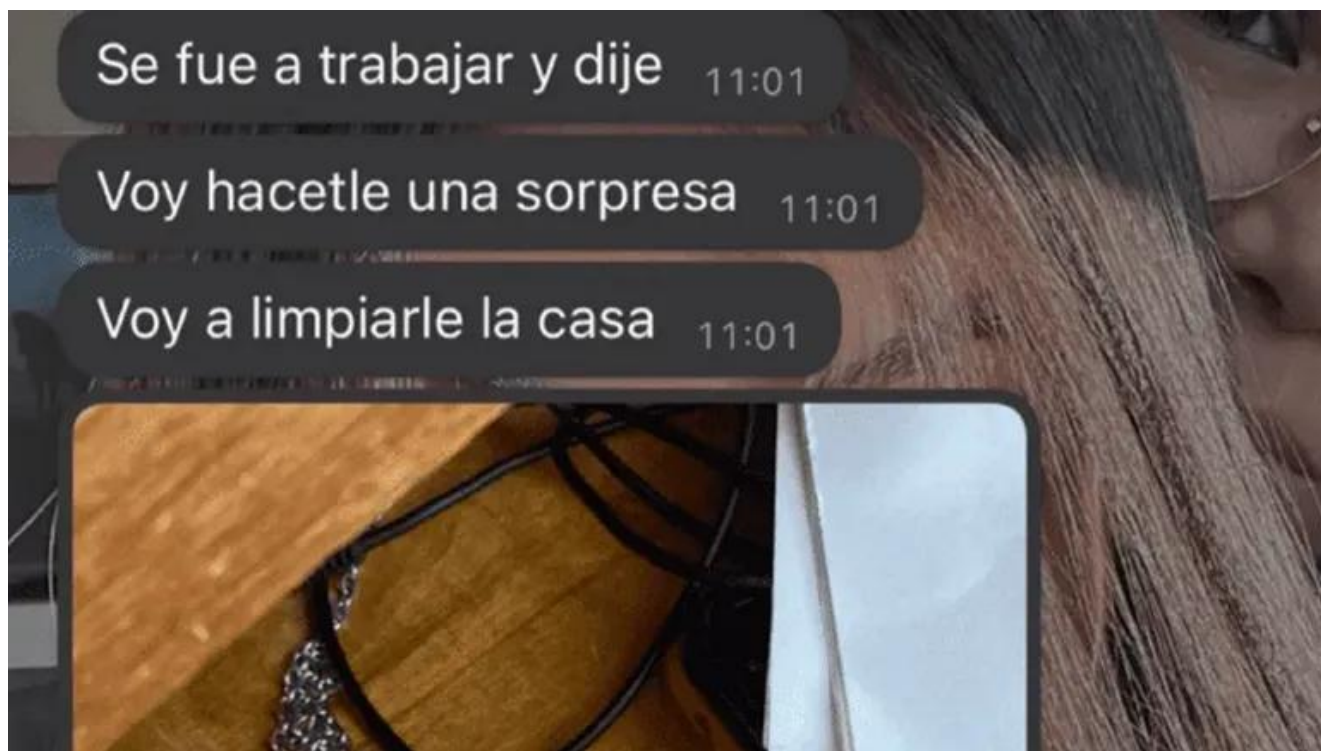 Se fue a trabajar y dije 11:01
Voy hacetle una sorpresa 11:01
Voy a limpiarle la casa 11:01